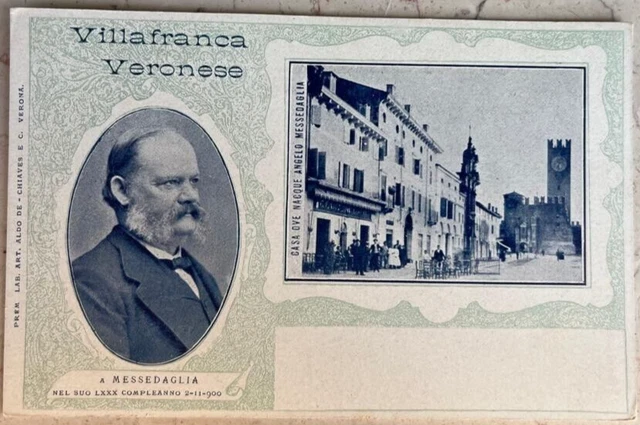 Villafranca
Veronese
CASA OVE NACQUE ANGELO MESSEDAGLIA
A MESSEDAGLIA
NEL SUO LXXX COMPLEANNO 2-11-900
PREM. LAB. ART. ALDO DE-CHIAVES E C. VERONA.